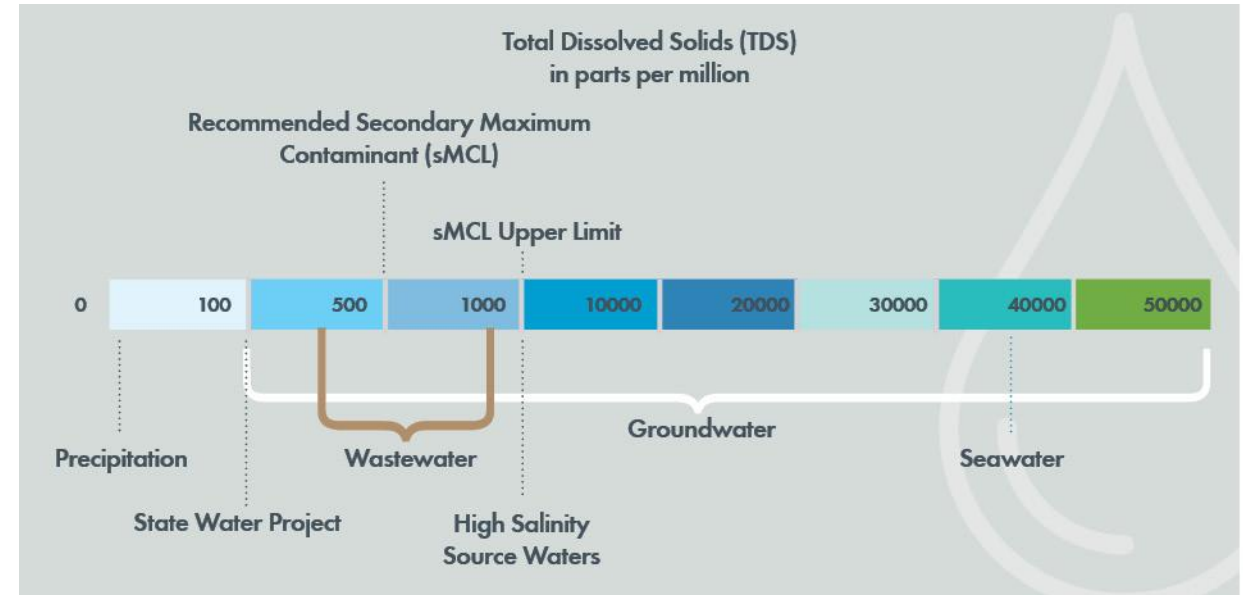 Total Dissolved Solids (TDS)
in parts per million
Recommended Secondary Maximum
Contaminant (sMCL)
sMCL Upper Limit
0 100 500 1000 10000 20000 30000 40000 50000
Groundwater
Precipitation Wastewater Seawater
State Water Project High Salinity
Source Waters